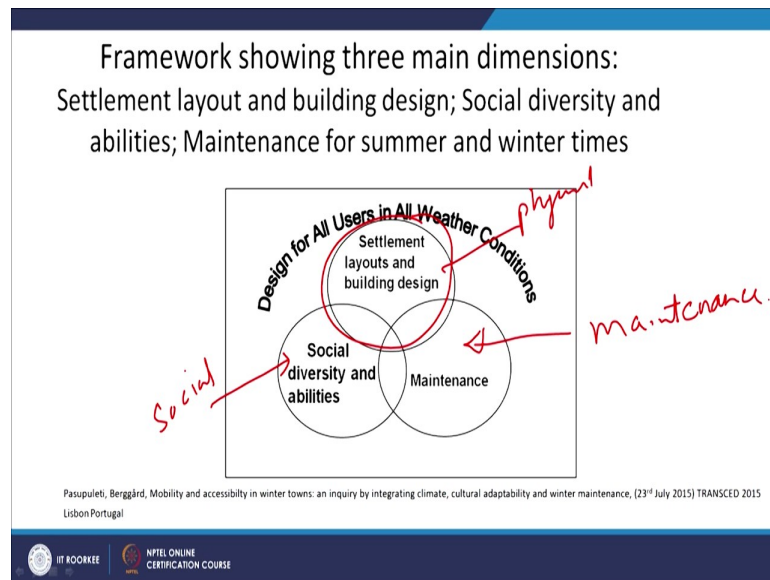 Framework showing three main dimensions:
Settlement layout and building design; Social diversity and
abilities; Maintenance for summer and winter times
Design for All Users in All Weather Conditions
physical
Settlement
layouts and
building design
Maintenance
Social
Social
diversity and
abilities
Maintenance
Pasupuleti, Berggård, Mobility and accessibilty in winter towns: an inquiry by integrating climate, cultural adaptability and winter maintenance, (23rd July 2015) TRANSCED 2015
Lisbon Portugal
IIT ROORKEE
NPTEL ONLINE
CERTIFICATION COURSE